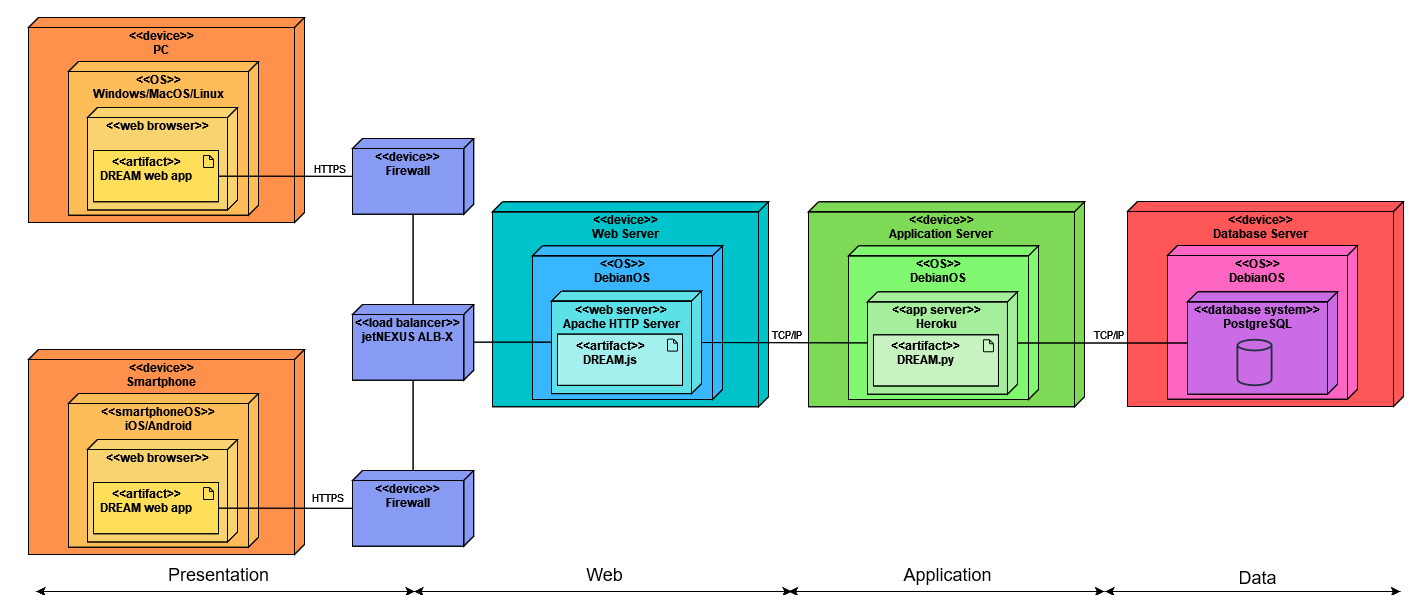 <<device>>
PC
<<OS>>
Windows/MacOS/Linux
<<web browser>>
<<artifact>>
DREAM web app
HTTPS
<<device>>
Firewall
<<load balancer>>
jetNEXUS ALB-X
<<device>>
Smartphone
<<smartphoneOS>>
iOS/Android
<<web browser>>
<<artifact>>
DREAM web app
HTTPS
<<device>>
Firewall
<<device>>
Web Server
<<OS>>
DebianOS
<<web server>>
Apache HTTP Server
<<artifact>>
DREAM.js
TCP/IP
<<device>>
Application Server
<<OS>>
DebianOS
<<app server>>
Heroku
<<artifact>>
DREAM.py
TCP/IP
<<device>>
Database Server
<<OS>>
DebianOS
<<database system>>
PostgreSQL
Presentation
Web
Application
Data